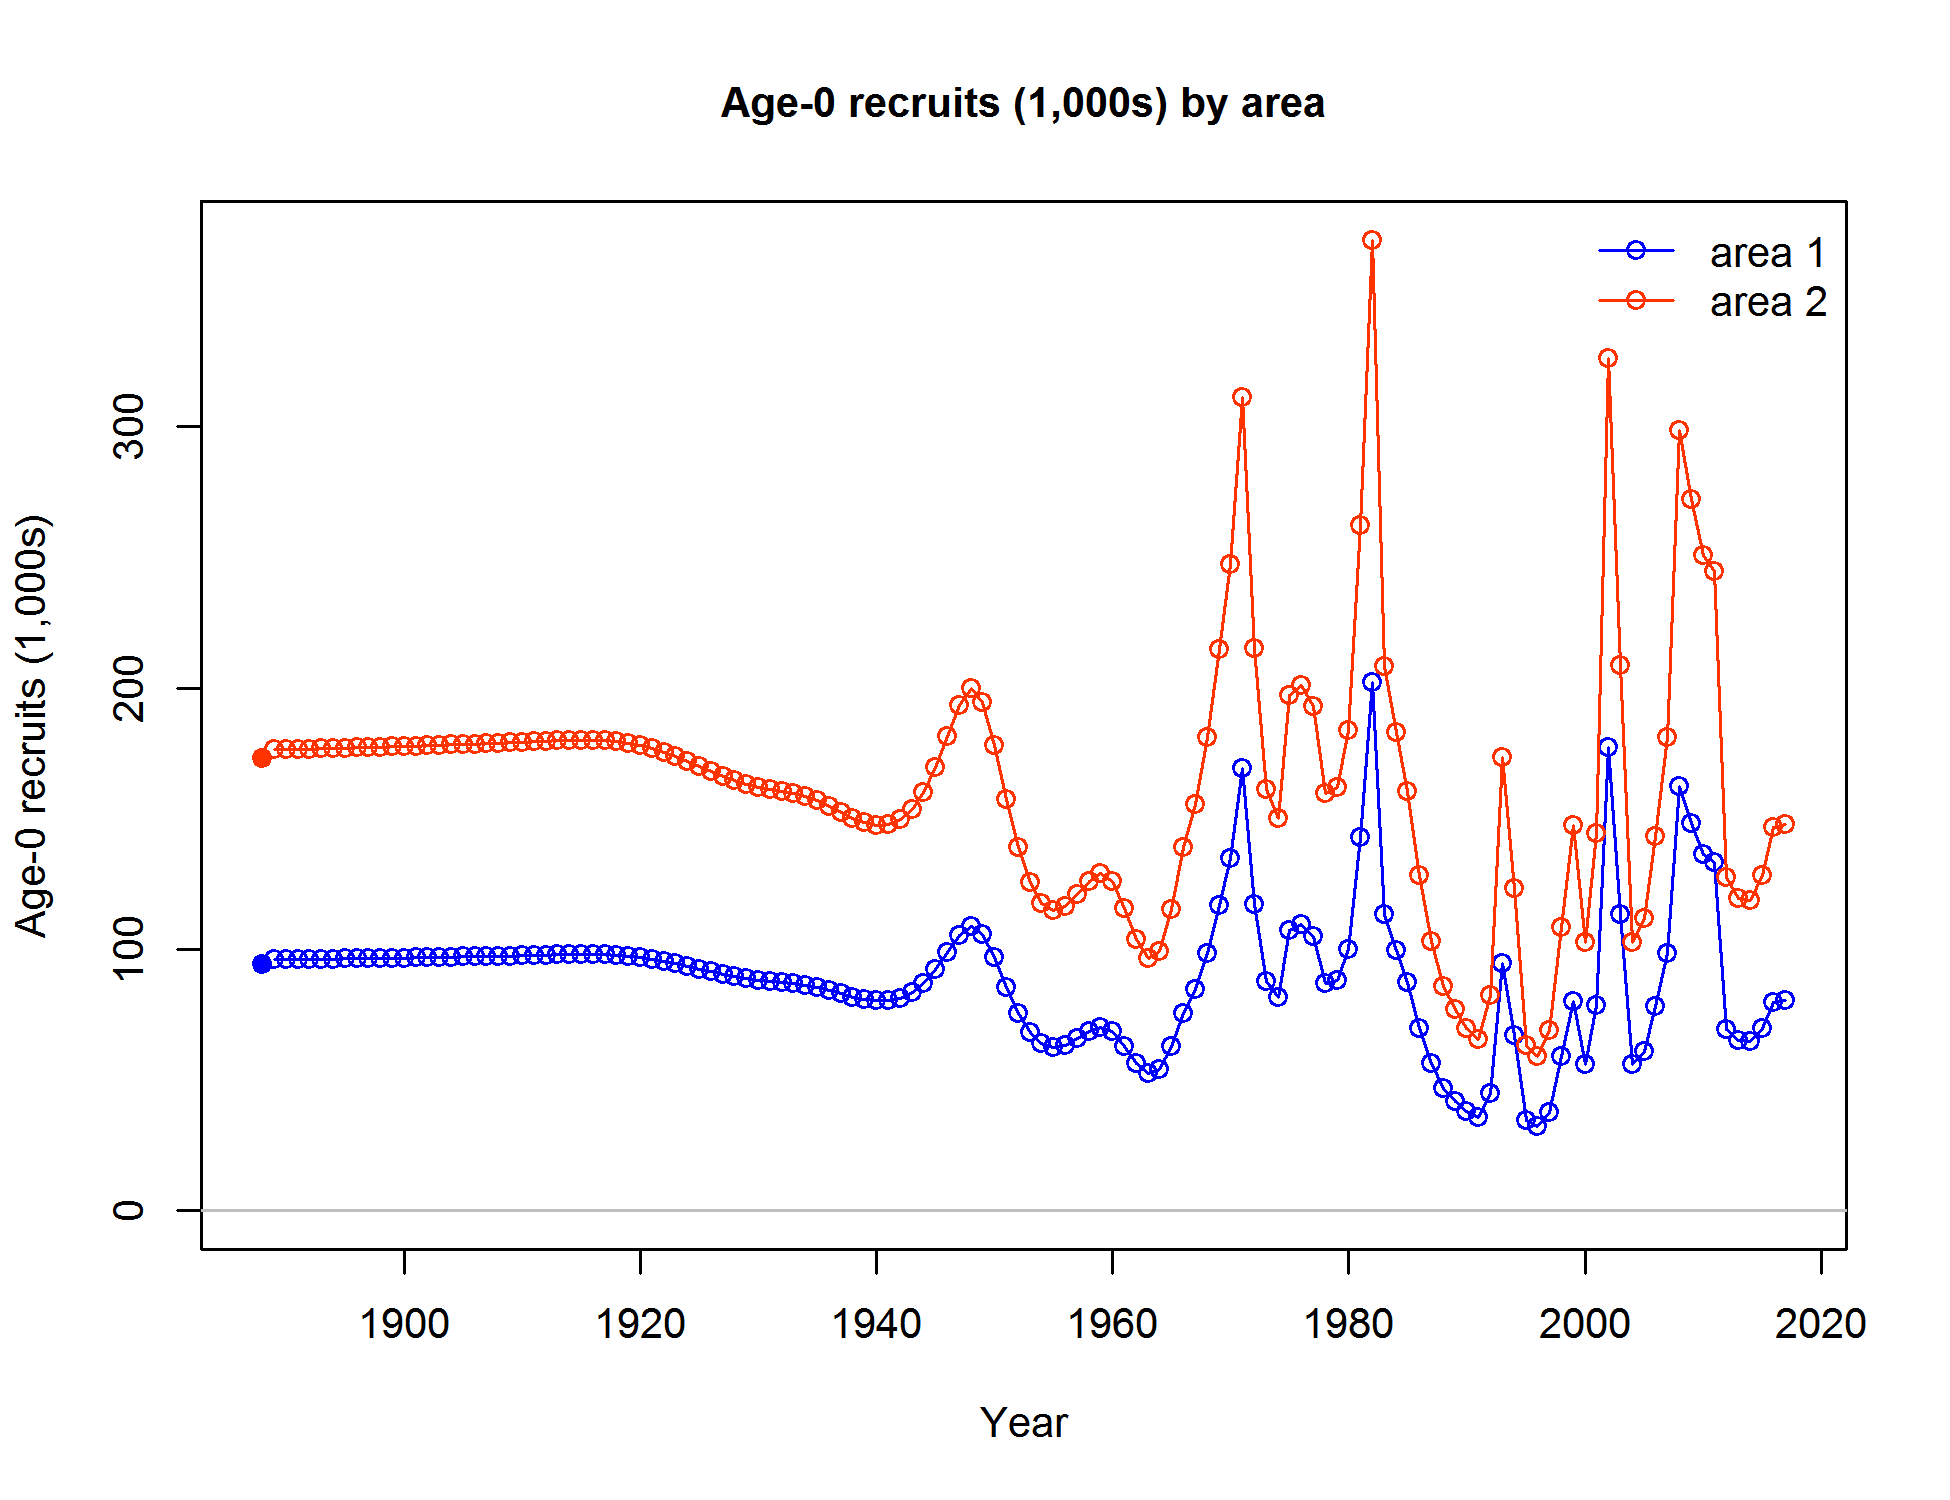 Age-0 recruits (1,000s) by area
area 1
area 2
Age-0 recruits (1,000s)
300
200
100
0
1900 1920 1940 1960 1980 2000 2020
Year